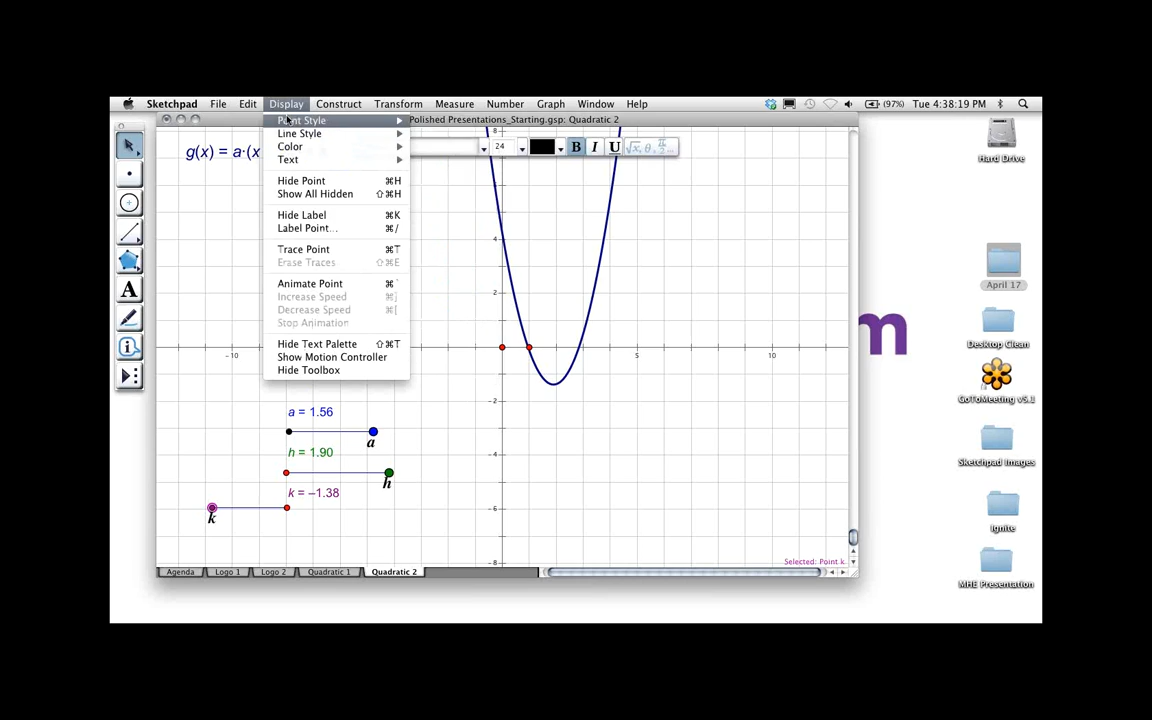 Sketchpad File Edit Display Construct Transform Measure Number Graph Window Help (97%) Tue 4:38:19 PM
Polished Presentations_Starting.gsp: Quadratic 2
Point Style
Line Style
Color
Text
Hide Point ⌘H
Show All Hidden ⇧⌘H
Hide Label ⌘K
Label Point... ⌘/
Trace Point ⌘T
Erase Traces ⇧⌘E
Animate Point ⌘`
Increase Speed ⌘]
Decrease Speed ⌘[
Stop Animation
Hide Text Palette ⇧⌘T
Show Motion Controller
Hide Toolbox
g(x) = a·(x
24 B I U
A
8
4
2
-10 5 10
-2
-4
-6
-8
a = 1.56
a
h = 1.90
h
k = −1.38
k
Selected: Point k
Agenda Logo 1 Logo 2 Quadratic 1 Quadratic 2
m
Hard Drive
April 17
Desktop Clean
GoToMeeting v5.1
Sketchpad Images
Ignite
MHE Presentation